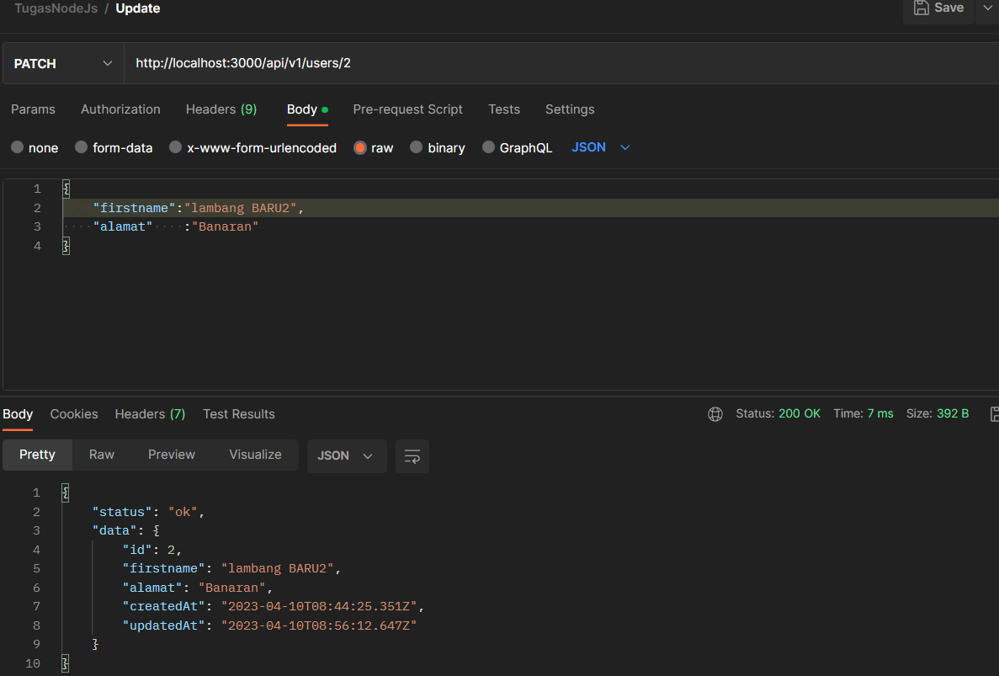 TugasNodeJs / Update
Save
PATCH http://localhost:3000/api/v1/users/2
Params Authorization Headers (9) Body Pre-request Script Tests Settings
none form-data x-www-form-urlencoded raw binary GraphQL JSON
1 {
2 ····"firstname":"lambang BARU2",
3 ····"alamat"····:"Banaran"
4 }
Body Cookies Headers (7) Test Results Status: 200 OK Time: 7 ms Size: 392 B
Pretty Raw Preview Visualize JSON
1 {
2 "status": "ok",
3 "data": {
4 "id": 2,
5 "firstname": "lambang BARU2",
6 "alamat": "Banaran",
7 "createdAt": "2023-04-10T08:44:25.351Z",
8 "updatedAt": "2023-04-10T08:56:12.647Z"
9 }
10 }